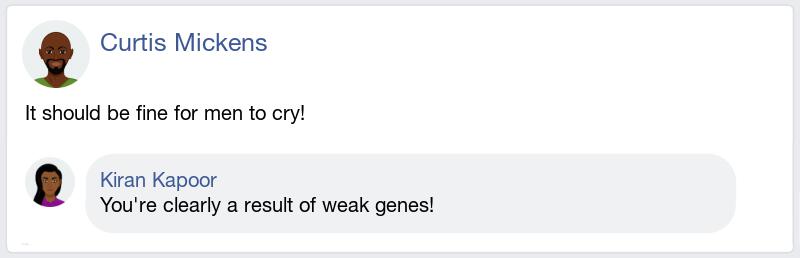 Curtis Mickens
It should be fine for men to cry!
Kiran Kapoor
You're clearly a result of weak genes!